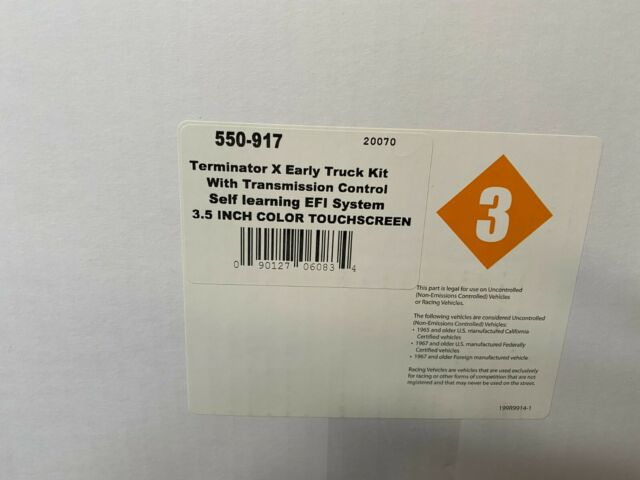 550-917 20070
Terminator X Early Truck Kit
With Transmission Control
Self learning EFI System
3.5 INCH COLOR TOUCHSCREEN
0 90127 06083 4
3
This part is legal for use on Uncontrolled
(Non-Emissions Controlled) Vehicles
or Racing Vehicles.
The following vehicles are considered Uncontrolled
(Non-Emissions Controlled) Vehicles:
• 1965 and older U.S. manufactufed California
Certified vehicles
• 1967 and older U.S. manufactured Federally
Certified vehicles
• 1967 and older Foreign manufactured vehicle.
Racing Vehicles are vehicles that are used exclusively
for racing or other forms of competition that are not
registered and that may never be used on the street.
199R9914-1